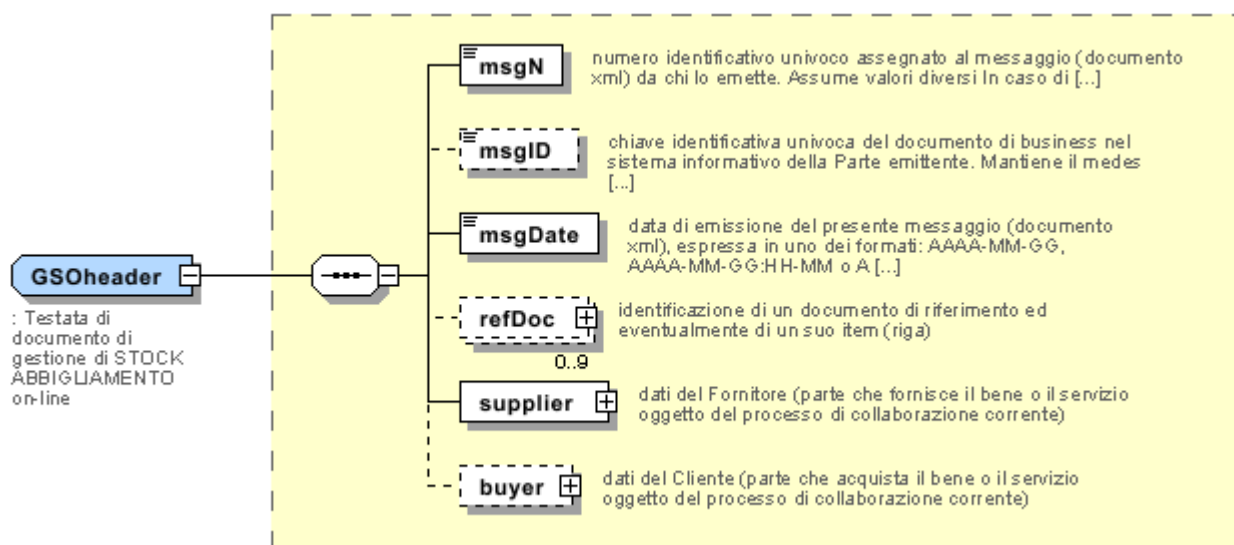 msgN
numero identificativo univoco assegnato al messaggio (documento
xml) da chi lo emette. Assume valori diversi In caso di [...]
msgID
chiave identificativa univoca del documento di business nel
sistema informativo della Parte emittente. Mantiene il medes
[...]
msgDate
data di emissione del presente messaggio (documento
xml), espressa in uno dei formati: AAAA-MM-GG,
AAAA-MM-GG:HH-MM o A [...]
GSOheader
: Testata di
documento di
gestione di STOCK
ABBIGLIAMENTO
on-line
refDoc
identificazione di un documento di riferimento ed
eventualmente di un suo item (riga)
0..9
supplier
dati del Fornitore (parte che fornisce il bene o il servizio
oggetto del processo di collaborazione corrente)
buyer
dati del Cliente (parte che acquista il bene o il servizio
oggetto del processo di collaborazione corrente)